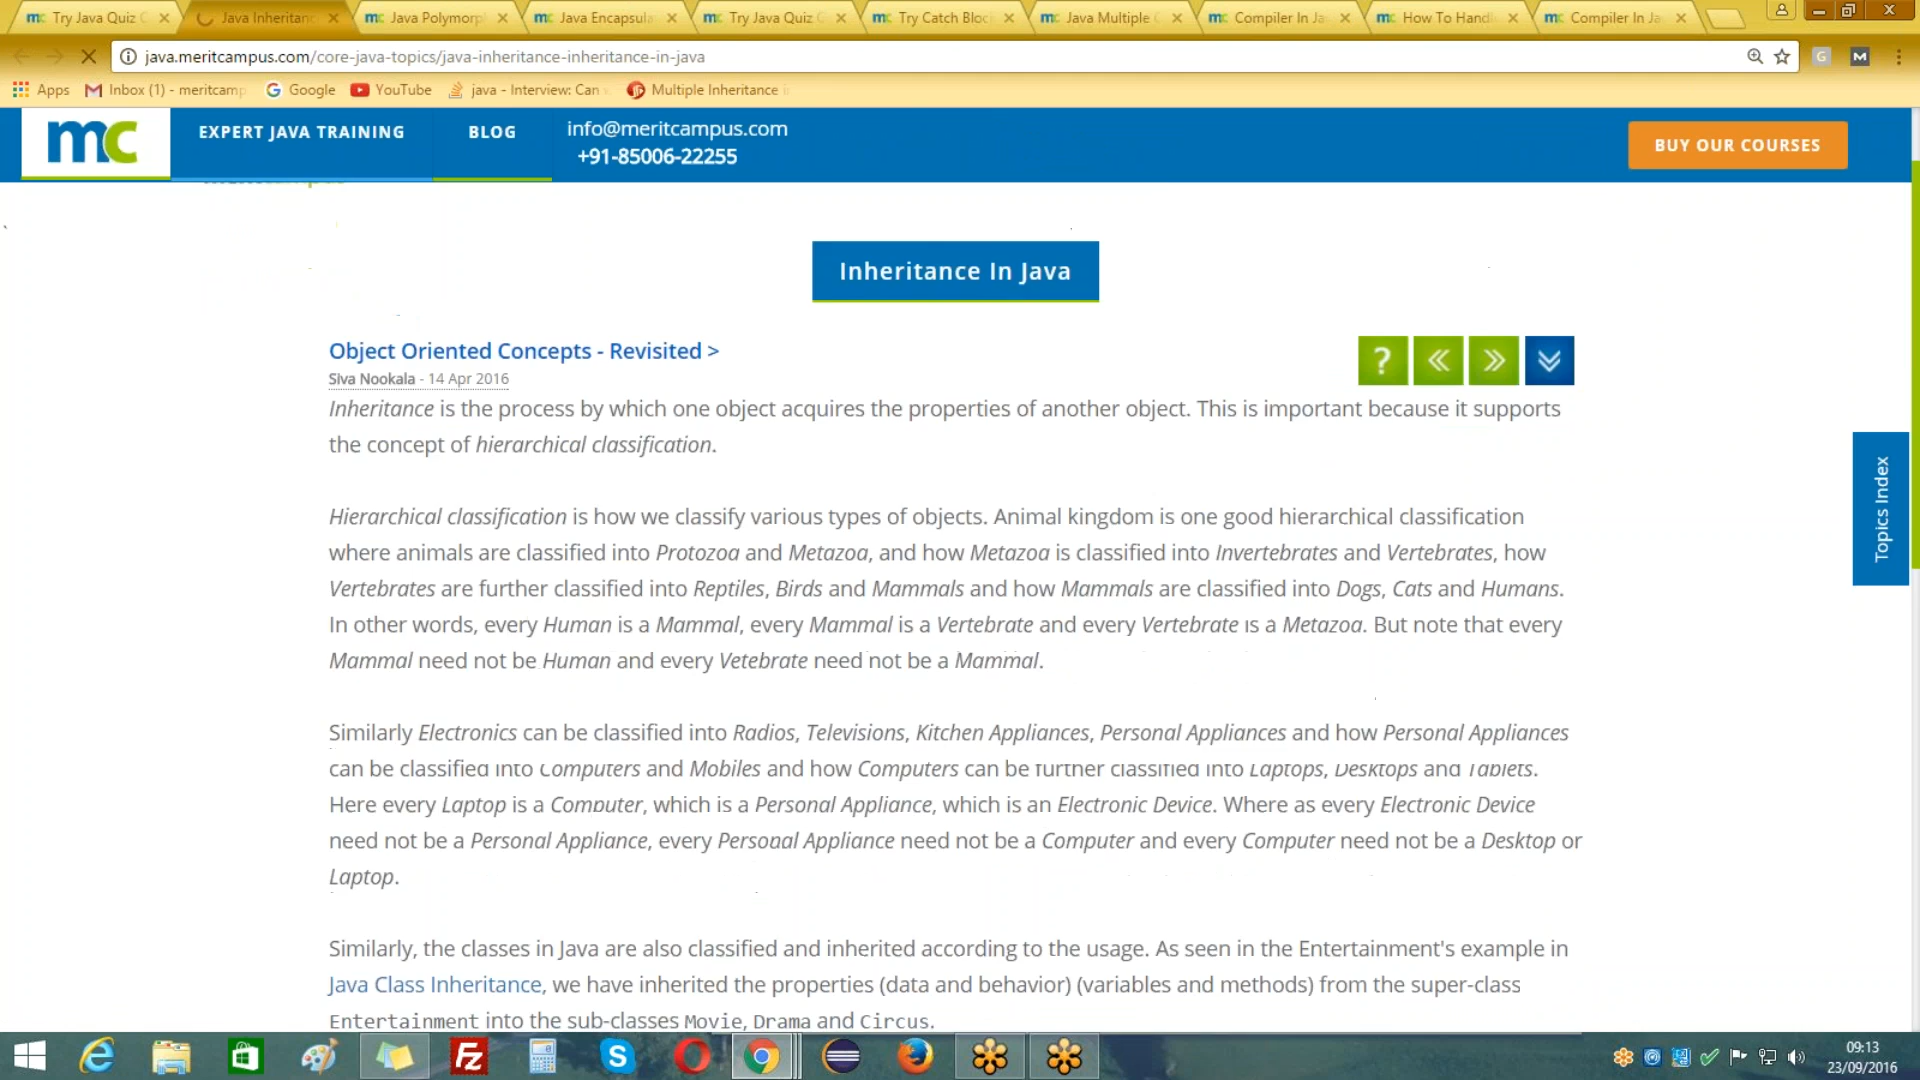 Try Java Quiz
Java Inheritanc
Java Polymorp
Java Encapsula
Try Java Quiz
Try Catch Bloc
Java Multiple
Compiler In Ja
How To Handl
Compiler In Ja
java.meritcampus.com/core-java-topics/java-inheritance-inheritance-in-java
Apps
Inbox (1) - meritcamp
Google
YouTube
java - Interview: Can
Multiple Inheritance
mc
EXPERT JAVA TRAINING
BLOG
info@meritcampus.com
+91-85006-22255
BUY OUR COURSES
Inheritance In Java
Object Oriented Concepts - Revisited >
Siva Nookala - 14 Apr 2016
Inheritance is the process by which one object acquires the properties of another object. This is important because it supports
the concept of hierarchical classification.
Hierarchical classification is how we classify various types of objects. Animal kingdom is one good hierarchical classification
where animals are classified into Protozoa and Metazoa, and how Metazoa is classified into Invertebrates and Vertebrates, how
Vertebrates are further classified into Reptiles, Birds and Mammals and how Mammals are classified into Dogs, Cats and Humans.
In other words, every Human is a Mammal, every Mammal is a Vertebrate and every Vertebrate is a Metazoa. But note that every
Mammal need not be Human and every Vetebrate need not be a Mammal.
Similarly Electronics can be classified into Radios, Televisions, Kitchen Appliances, Personal Appliances and how Personal Appliances
can be classified into Computers and Mobiles and how Computers can be further classified into Laptops, Desktops and Tablets.
Here every Laptop is a Computer, which is a Personal Appliance, which is an Electronic Device. Where as every Electronic Device
need not be a Personal Appliance, every Personal Appliance need not be a Computer and every Computer need not be a Desktop or
Laptop.
Similarly, the classes in Java are also classified and inherited according to the usage. As seen in the Entertainment's example in
Java Class Inheritance, we have inherited the properties (data and behavior) (variables and methods) from the super-class
Entertainment into the sub-classes Movie, Drama and Circus.
Topics Index
09:13
23/09/2016